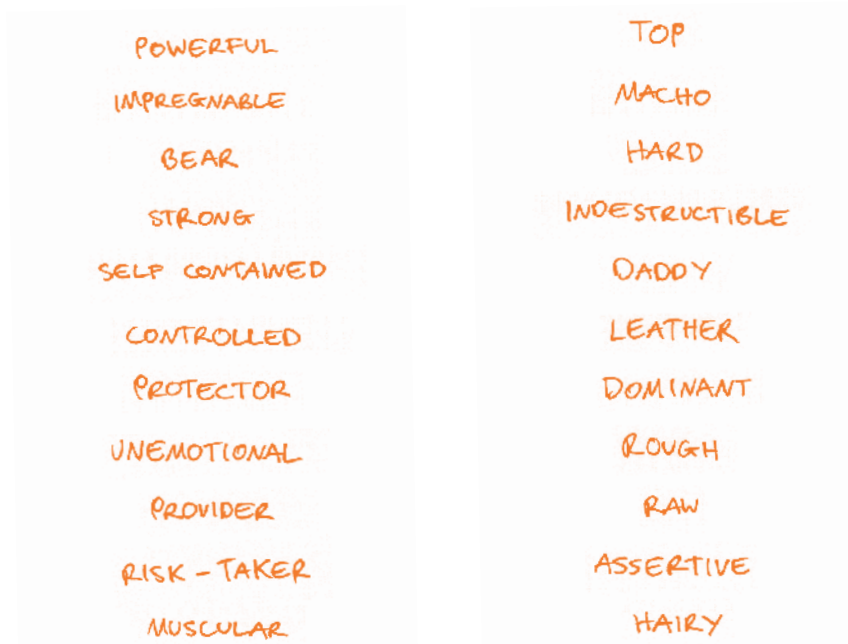 POWERFUL
IMPREGNABLE
BEAR
STRONG
SELF CONTAINED
CONTROLLED
PROTECTOR
UNEMOTIONAL
PROVIDER
RISK-TAKER
MUSCULAR
TOP
MACHO
HARD
INDESTRUCTIBLE
DADDY
LEATHER
DOMINANT
ROUGH
RAW
ASSERTIVE
HAIRY